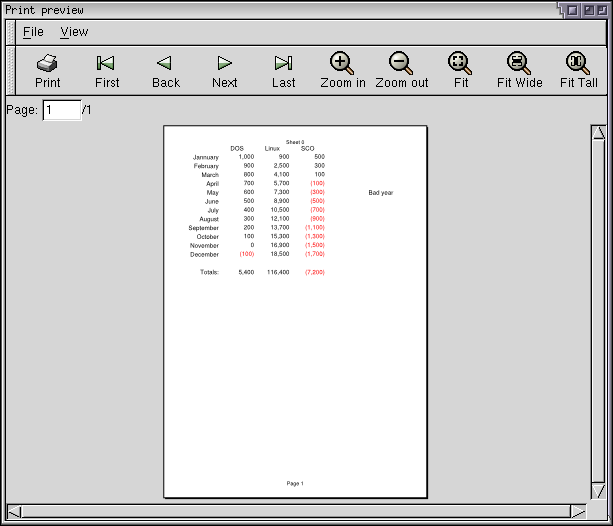 Print preview
File View
Print First Back Next Last Zoom in Zoom out Fit Fit Wide Fit Tall
Page: 1 /1
Sheet 0
DOS Linux SCO
Jannuary 1,000 900 500
February 900 2,500 300
March 800 4,100 100
April 700 5,700 (100)
May 600 7,300 (300) Bad year
June 500 8,900 (500)
July 400 10,500 (700)
August 300 12,100 (900)
September 200 13,700 (1,100)
October 100 15,300 (1,300)
November 0 16,900 (1,500)
December (100) 18,500 (1,700)
Totals: 5,400 116,400 (7,200)
Page 1